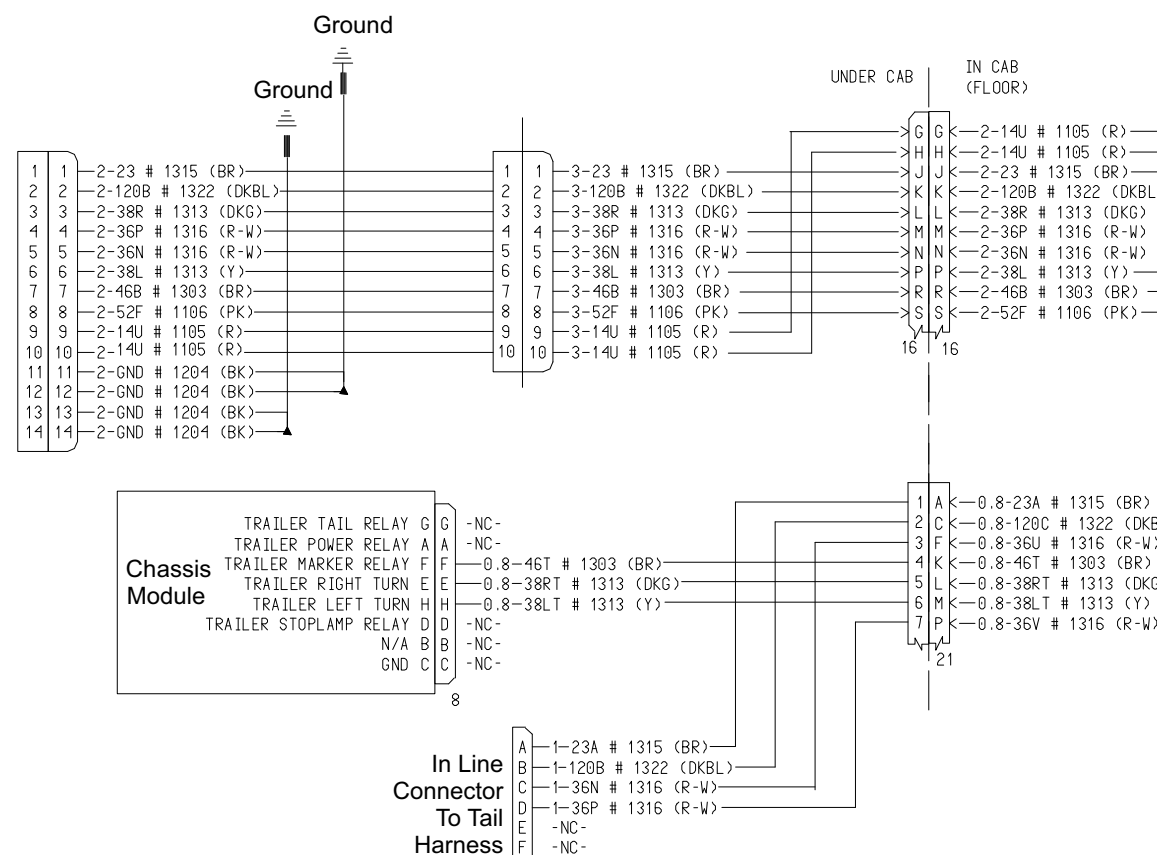 Ground
Ground
UNDER CAB
IN CAB
(FLOOR)
G G 2-14U # 1105 (R)
H H 2-14U # 1105 (R)
1 1 2-23 # 1315 (BR) 1 1 3-23 # 1315 (BR) J J 2-23 # 1315 (BR)
2 2 2-120B # 1322 (DKBL) 2 2 3-120B # 1322 (DKBL) K K 2-120B # 1322 (DKBL
3 3 2-38R # 1313 (DKG) 3 3 3-38R # 1313 (DKG) L L 2-38R # 1313 (DKG)
4 4 2-36P # 1316 (R-W) 4 4 3-36P # 1316 (R-W) M M 2-36P # 1316 (R-W)
5 5 2-36N # 1316 (R-W) 5 5 3-36N # 1316 (R-W) N N 2-36N # 1316 (R-W)
6 6 2-38L # 1313 (Y) 6 6 3-38L # 1313 (Y) P P 2-38L # 1313 (Y)
7 7 2-46B # 1303 (BR) 7 7 3-46B # 1303 (BR) R R 2-46B # 1303 (BR)
8 8 2-52F # 1106 (PK) 8 8 3-52F # 1106 (PK) S S 2-52F # 1106 (PK)
9 9 2-14U # 1105 (R) 9 9 3-14U # 1105 (R)
10 10 2-14U # 1105 (R) 10 10 3-14U # 1105 (R) 16 16
11 11 2-GND # 1204 (BK)
12 12 2-GND # 1204 (BK)
13 13 2-GND # 1204 (BK)
14 14 2-GND # 1204 (BK)
1 A 0.8-23A # 1315 (BR)
2 C 0.8-120C # 1322 (DKB
3 F 0.8-36U # 1316 (R-W)
4 K 0.8-46T # 1303 (BR)
5 L 0.8-38RT # 1313 (DKG
6 M 0.8-38LT # 1313 (Y)
7 P 0.8-36V # 1316 (R-W)
21
Chassis
Module
TRAILER TAIL RELAY G G -NC-
TRAILER POWER RELAY A A -NC-
TRAILER MARKER RELAY F F 0.8-46T # 1303 (BR)
TRAILER RIGHT TURN E E 0.8-38RT # 1313 (DKG)
TRAILER LEFT TURN H H 0.8-38LT # 1313 (Y)
TRAILER STOPLAMP RELAY D D -NC-
N/A B B -NC-
GND C C -NC-
8
In Line
Connector
To Tail
Harness
A 1-23A # 1315 (BR)
B 1-120B # 1322 (DKBL)
C 1-36N # 1316 (R-W)
D 1-36P # 1316 (R-W)
E -NC-
F -NC-